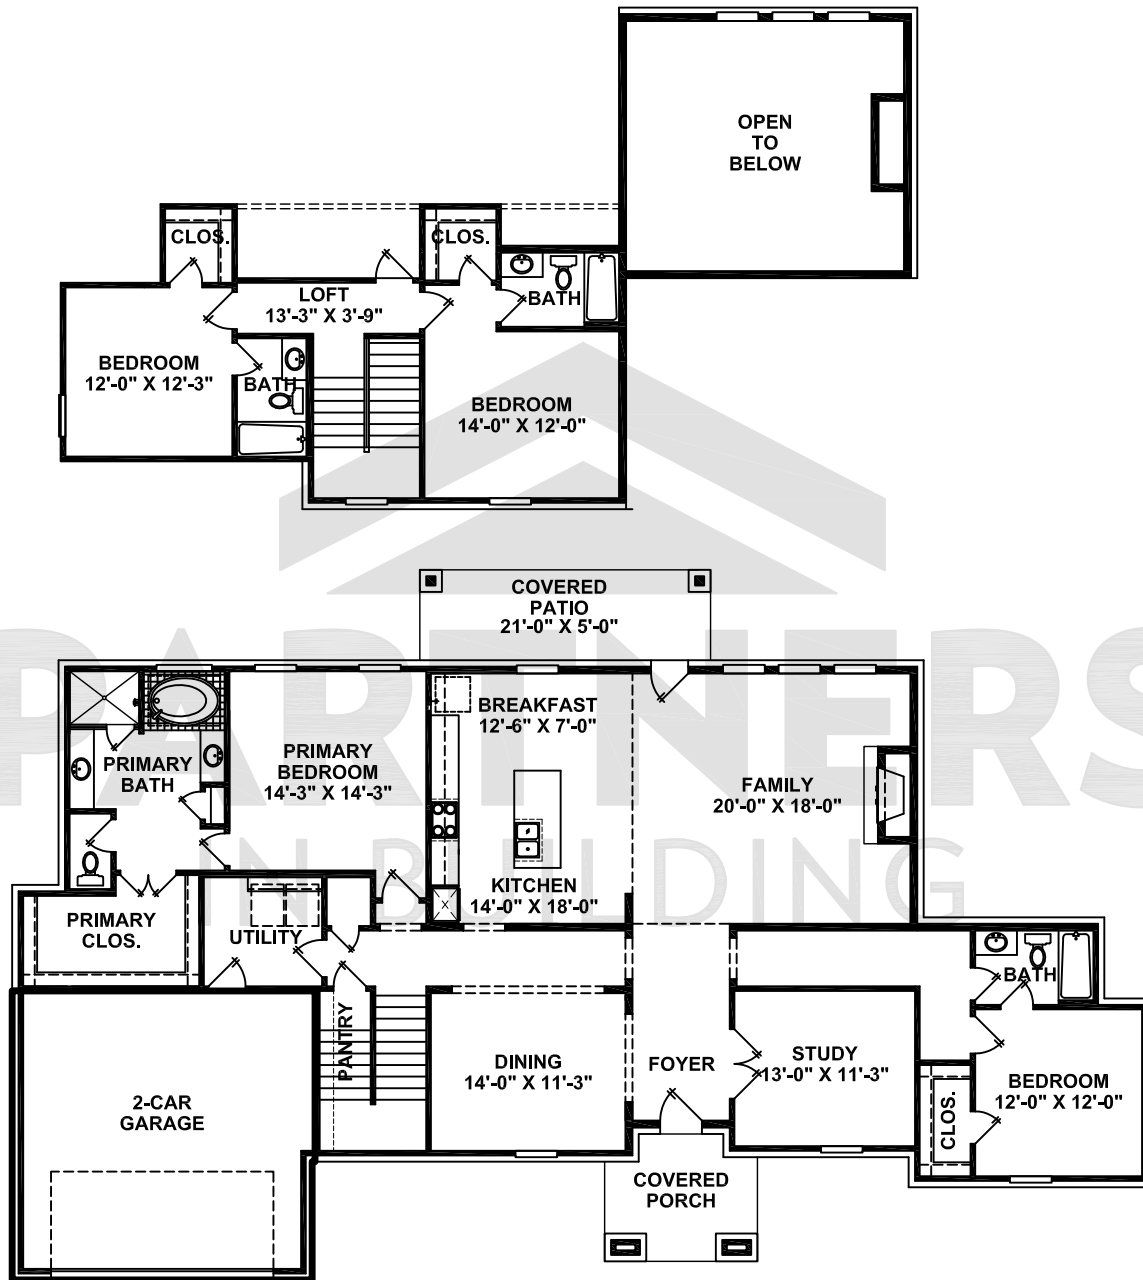 OPEN
TO
BELOW
CLOS.
CLOS.
LOFT
13'-3" X 3'-9"
BATH
BEDROOM
12'-0" X 12'-3"
BATH
BEDROOM
14'-0" X 12'-0"
COVERED
PATIO
21'-0" X 5'-0"
PARTNERS
IN BUILDING
BREAKFAST
12'-6" X 7'-0"
PRIMARY
BATH
PRIMARY
BEDROOM
14'-3" X 14'-3"
FAMILY
20'-0" X 18'-0"
KITCHEN
14'-0" X 18'-0"
PRIMARY
CLOS.
UTILITY
BATH
PANTRY
DINING
14'-0" X 11'-3"
FOYER
STUDY
13'-0" X 11'-3"
BEDROOM
12'-0" X 12'-0"
CLOS.
2-CAR
GARAGE
COVERED
PORCH